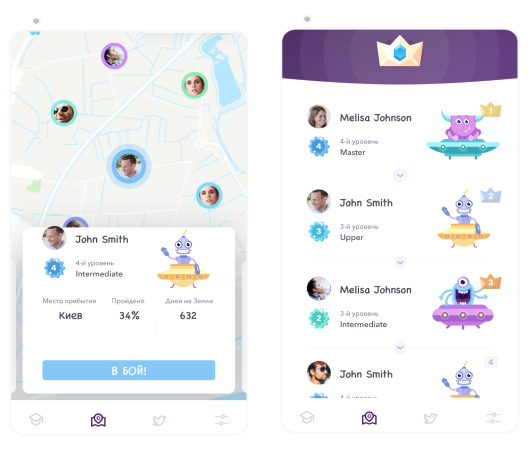 John Smith
4
4-й уровень
Intermediate
Место прибытия
Пройдено
Дней на Земле
Киев
34%
632
В БОЙ!
1
Melisa Johnson
4
4-й уровень
Master
2
John Smith
3
3-й уровень
Upper
3
Melisa Johnson
2
3-й уровень
Intermediate
4
John Smith